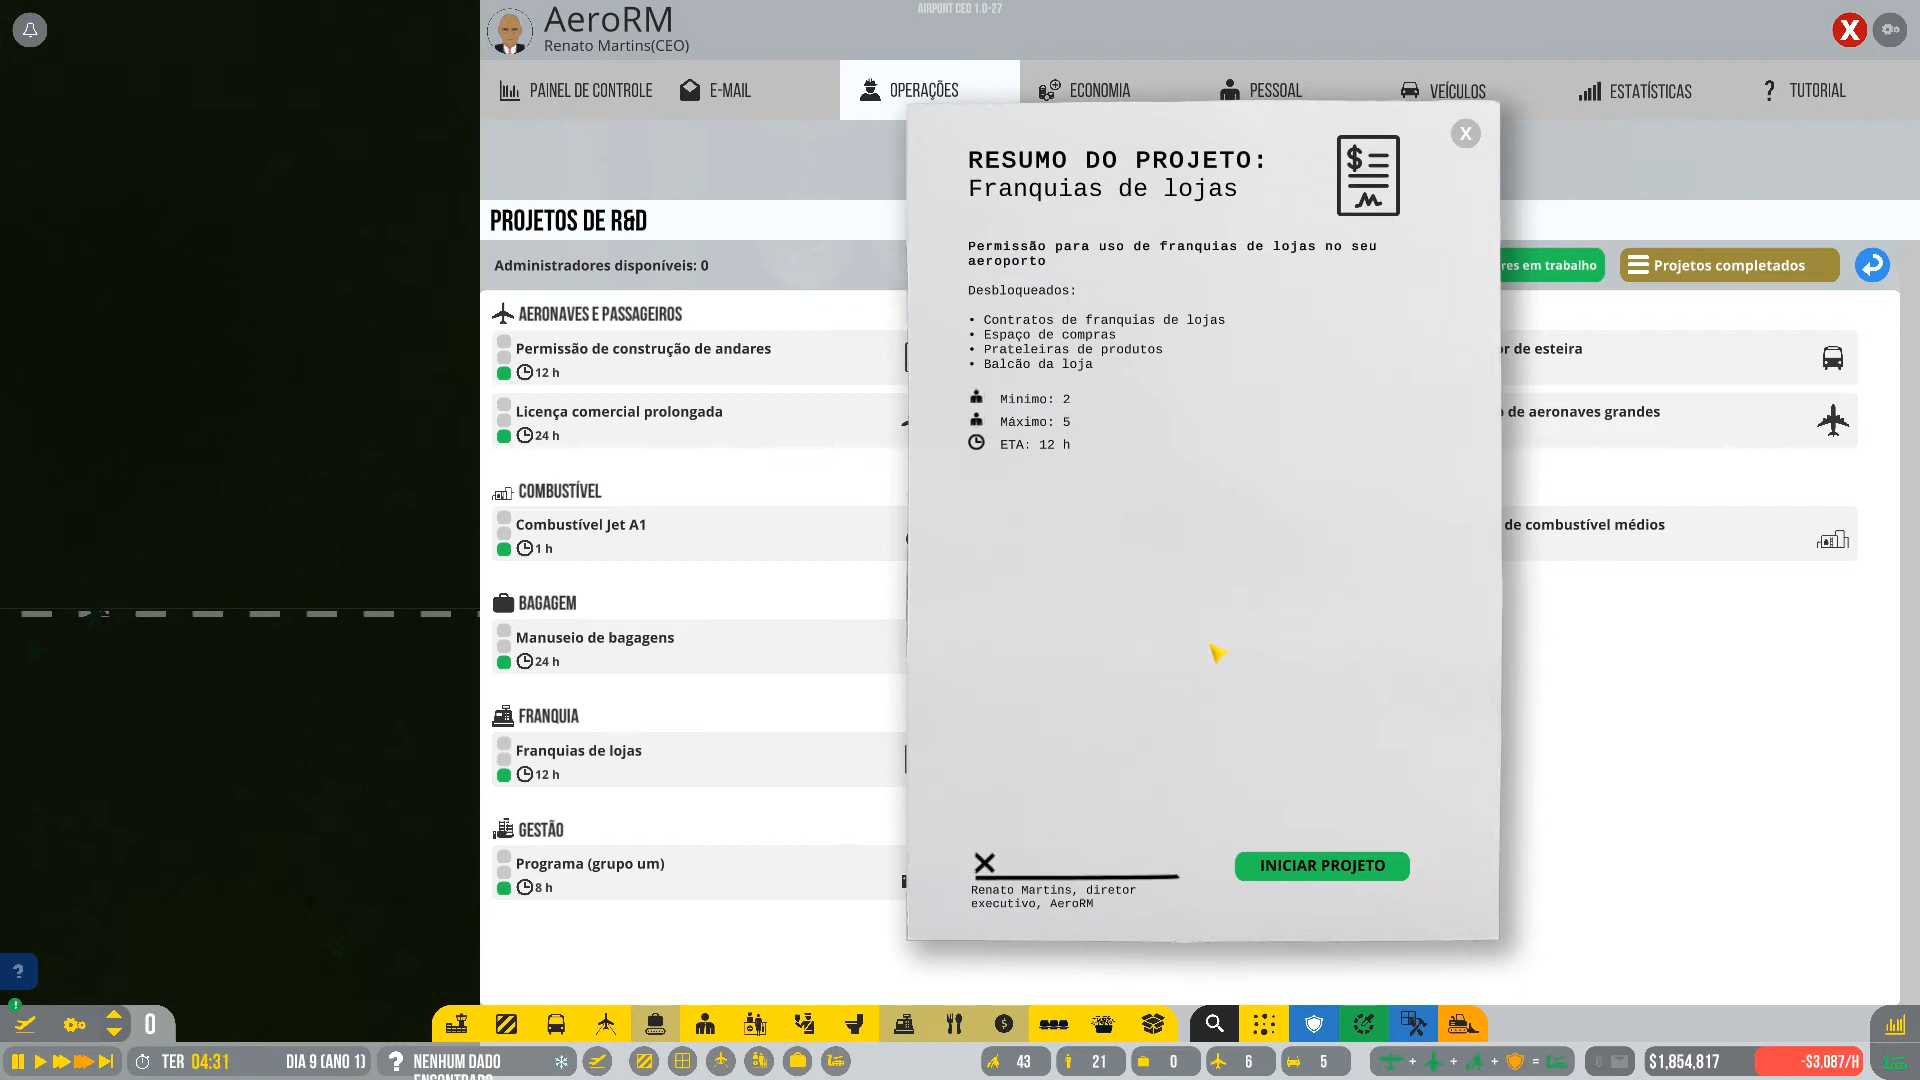 AIRPORT CEO 1.0-27
AeroRM
Renato Martins(CEO)
X
PAINEL DE CONTROLE
E-MAIL
OPERAÇÕES
ECONOMIA
PESSOAL
VEÍCULOS
ESTATÍSTICAS
? TUTORIAL
PROJETOS DE R&D
Administradores disponíveis: 0
res em trabalho
Projetos completados
AERONAVES E PASSAGEIROS
Permissão de construção de andares
12 h
Licença comercial prolongada
24 h
r de esteira
de aeronaves grandes
COMBUSTÍVEL
Combustível Jet A1
1 h
de combustível médios
BAGAGEM
Manuseio de bagagens
24 h
FRANQUIA
Franquias de lojas
12 h
GESTÃO
Programa (grupo um)
8 h
X
RESUMO DO PROJETO:
Franquias de lojas
Permissão para uso de franquias de lojas no seu
aeroporto
Desbloqueados:
• Contratos de franquias de lojas
• Espaço de compras
• Prateleiras de produtos
• Balcão da loja
Minimo: 2
Máximo: 5
ETA: 12 h
Renato Martins, diretor
executivo, AeroRM
INICIAR PROJETO
?
0
TER 04:31 DIA 9 (ANO 1)
? NENHUM DADO
ENCONTRADO
43
21
0
6
5
+ + + =
0
$1,854,817
-$3,087/H